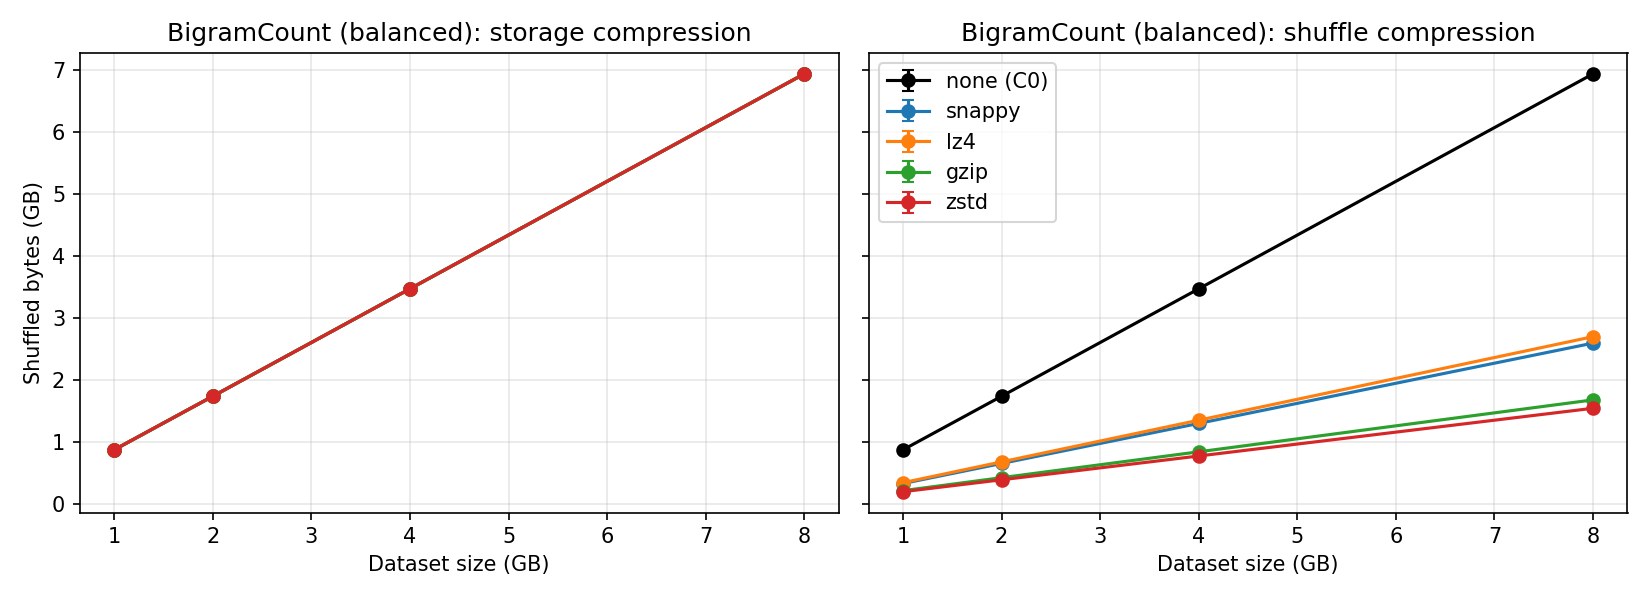 BigramCount (balanced): storage compression
Shuffled bytes (GB)
7
6
5
4
3
2
1
0
1 2 3 4 5 6 7 8
Dataset size (GB)
BigramCount (balanced): shuffle compression
none (C0)
snappy
lz4
gzip
zstd
1 2 3 4 5 6 7 8
Dataset size (GB)